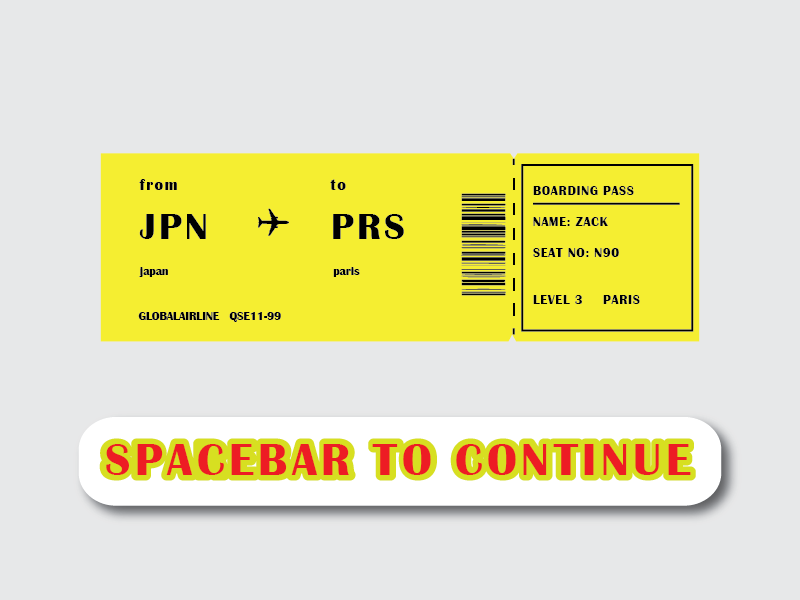 from
to
JPN
PRS
japan
paris
GLOBALAIRLINE QSE11-99
BOARDING PASS
NAME: ZACK
SEAT NO: N90
LEVEL 3 PARIS
SPACEBAR TO CONTINUE